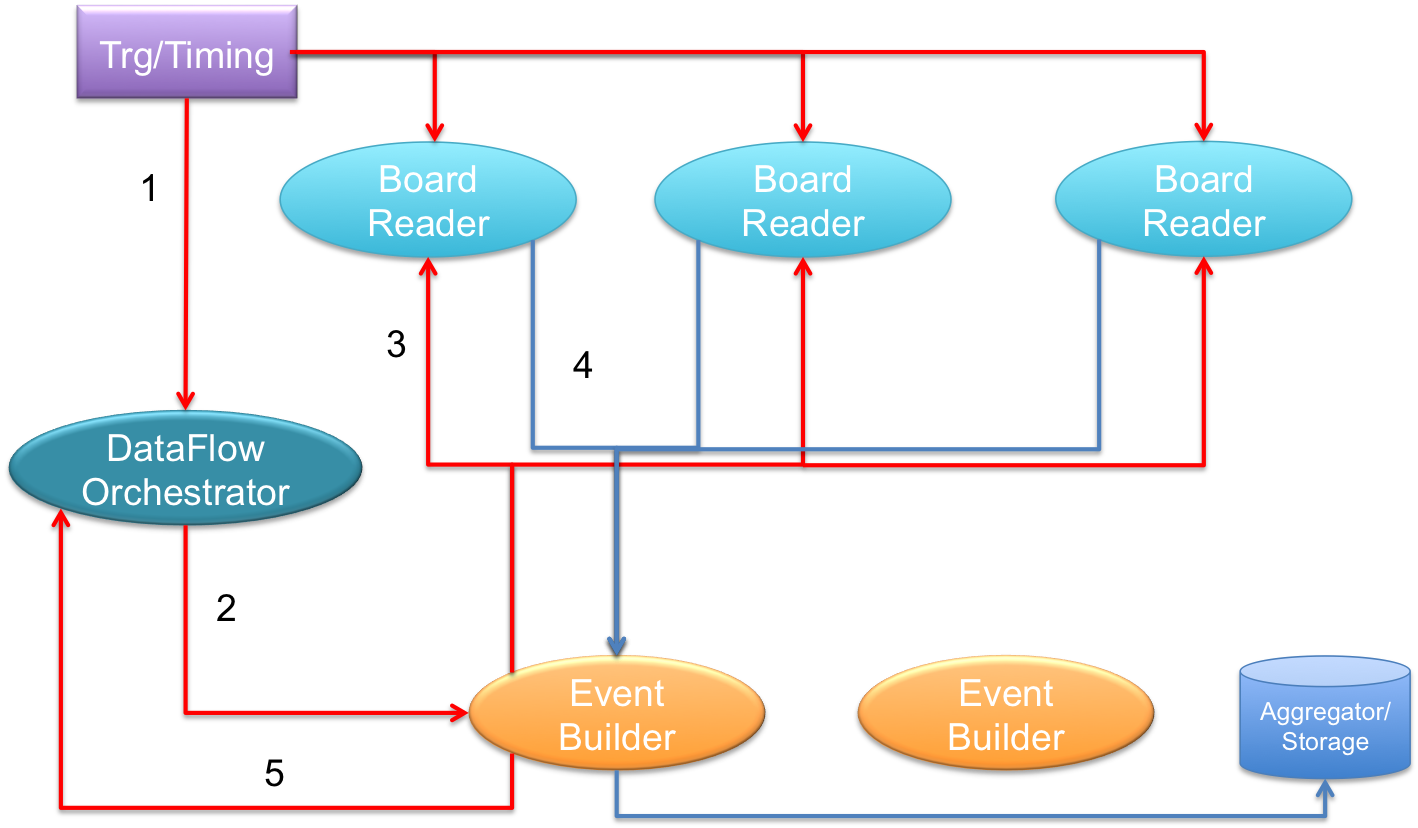 Trg/Timing
1
Board
Reader
Board
Reader
Board
Reader
3
4
DataFlow
Orchestrator
2
Event
Builder
Event
Builder
Aggregator/
Storage
5